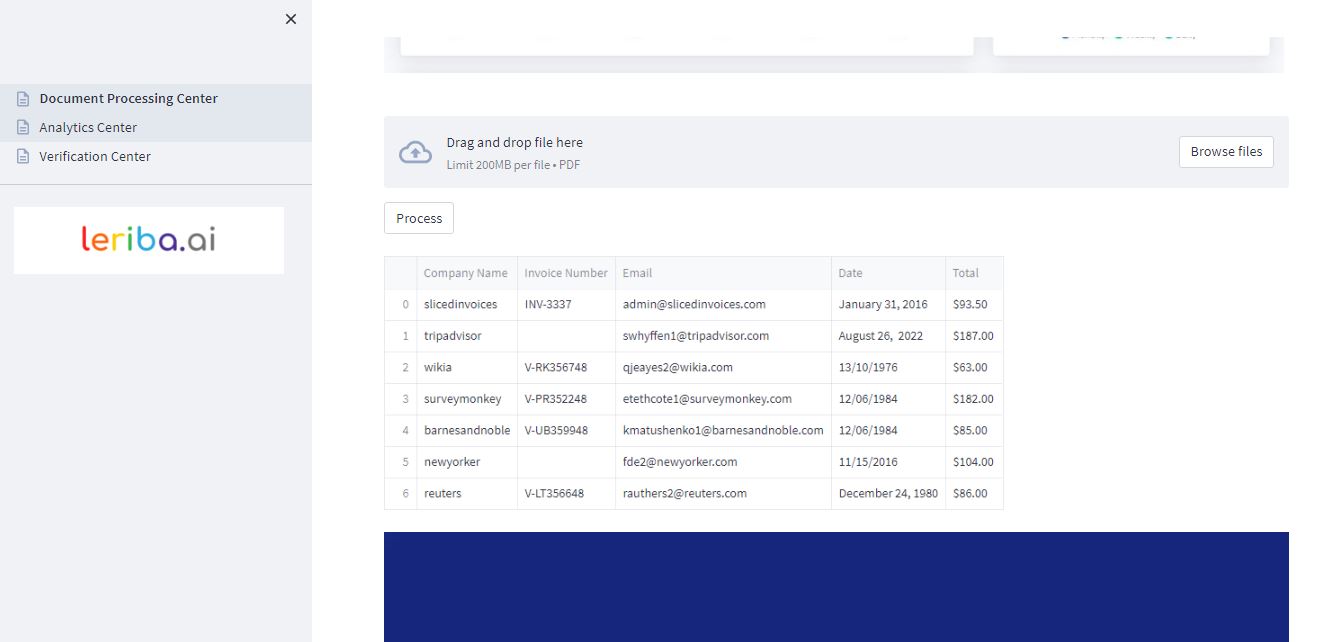 ×
Document Processing Center
Analytics Center
Verification Center
leriba.ai
Drag and drop file here
Limit 200MB per file • PDF
Browse files
Process
Company Name Invoice Number Email Date Total
0 slicedinvoices INV-3337 admin@slicedinvoices.com January 31, 2016 $93.50
1 tripadvisor swhyffen1@tripadvisor.com August 26, 2022 $187.00
2 wikia V-RK356748 qjeayes2@wikia.com 13/10/1976 $63.00
3 surveymonkey V-PR352248 etethcote1@surveymonkey.com 12/06/1984 $182.00
4 barnesandnoble V-UB359948 kmatushenko1@barnesandnoble.com 12/06/1984 $85.00
5 newyorker fde2@newyorker.com 11/15/2016 $104.00
6 reuters V-LT356648 rauthers2@reuters.com December 24, 1980 $86.00